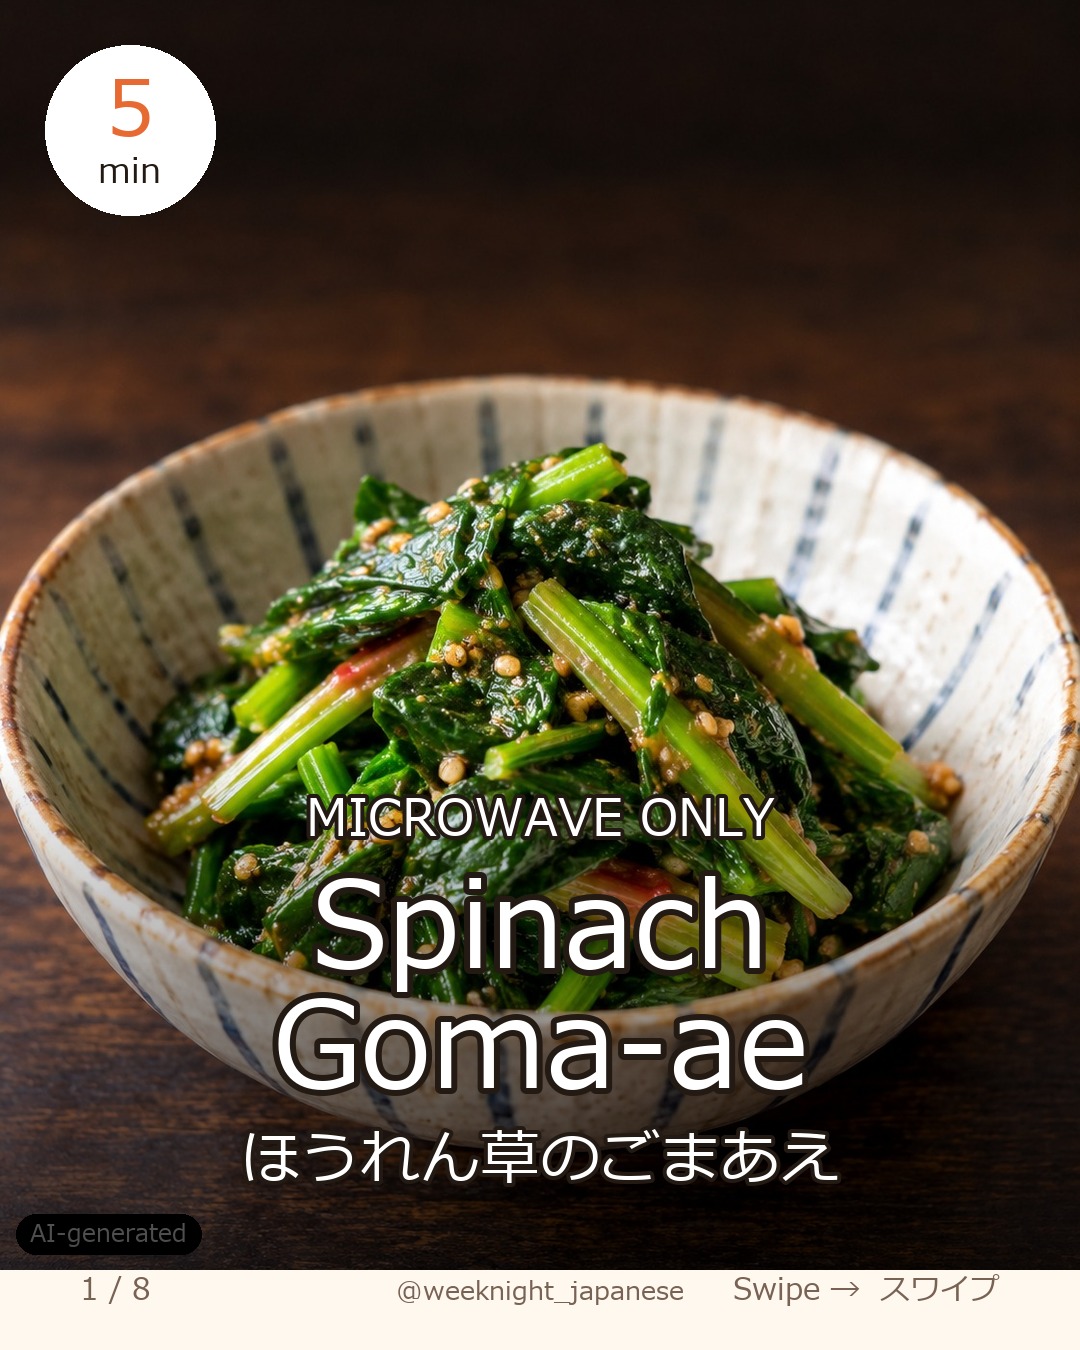 5
min
MICROWAVE ONLY
Spinach
Goma-ae
ほうれん草のごまあえ
AI-generated
1 / 8
@weeknight_japanese
Swipe → スワイプ